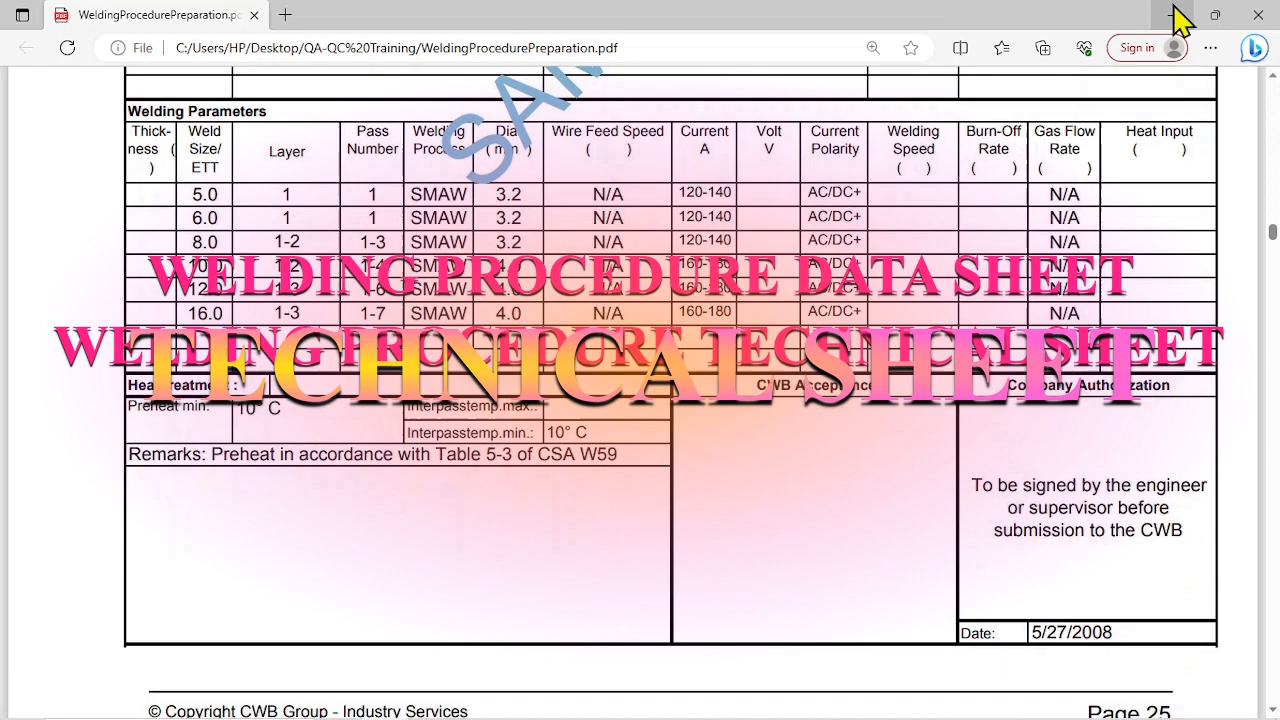 WeldingProcedurePreparation.pc
File C:/Users/HP/Desktop/QA-QC%20Training/WeldingProcedurePreparation.pdf Sign in
Welding Parameters
Thick- Weld Pass Welding Dia Wire Feed Speed Current Volt Current Welding Burn-Off Gas Flow Heat Input
ness ( Size/ Layer Number Process ( mm ) ( ) A V Polarity Speed Rate Rate ( )
) ETT ( ) ( ) ( )
5.0 1 1 SMAW 3.2 N/A 120-140 AC/DC+ N/A
6.0 1 1 SMAW 3.2 N/A 120-140 AC/DC+ N/A
8.0 1-2 1-3 SMAW 3.2 N/A 120-140 AC/DC+ N/A
WELDING PROCEDURE DATA SHEET
16.0 1-3 1-7 SMAW 4.0 N/A 160-180 AC/DC+ N/A
WELDING PROCEDURE TECNICAL SHEET
TECHNICAL SHEET
Heat treatment : CWB Acceptance Company Authorization
Preheat min: 10° C Interpasstemp.max.:
Interpasstemp.min.: 10° C
Remarks: Preheat in accordance with Table 5-3 of CSA W59
To be signed by the engineer
or supervisor before
submission to the CWB
Date: 5/27/2008
© Copyright CWB Group - Industry Services Page 25